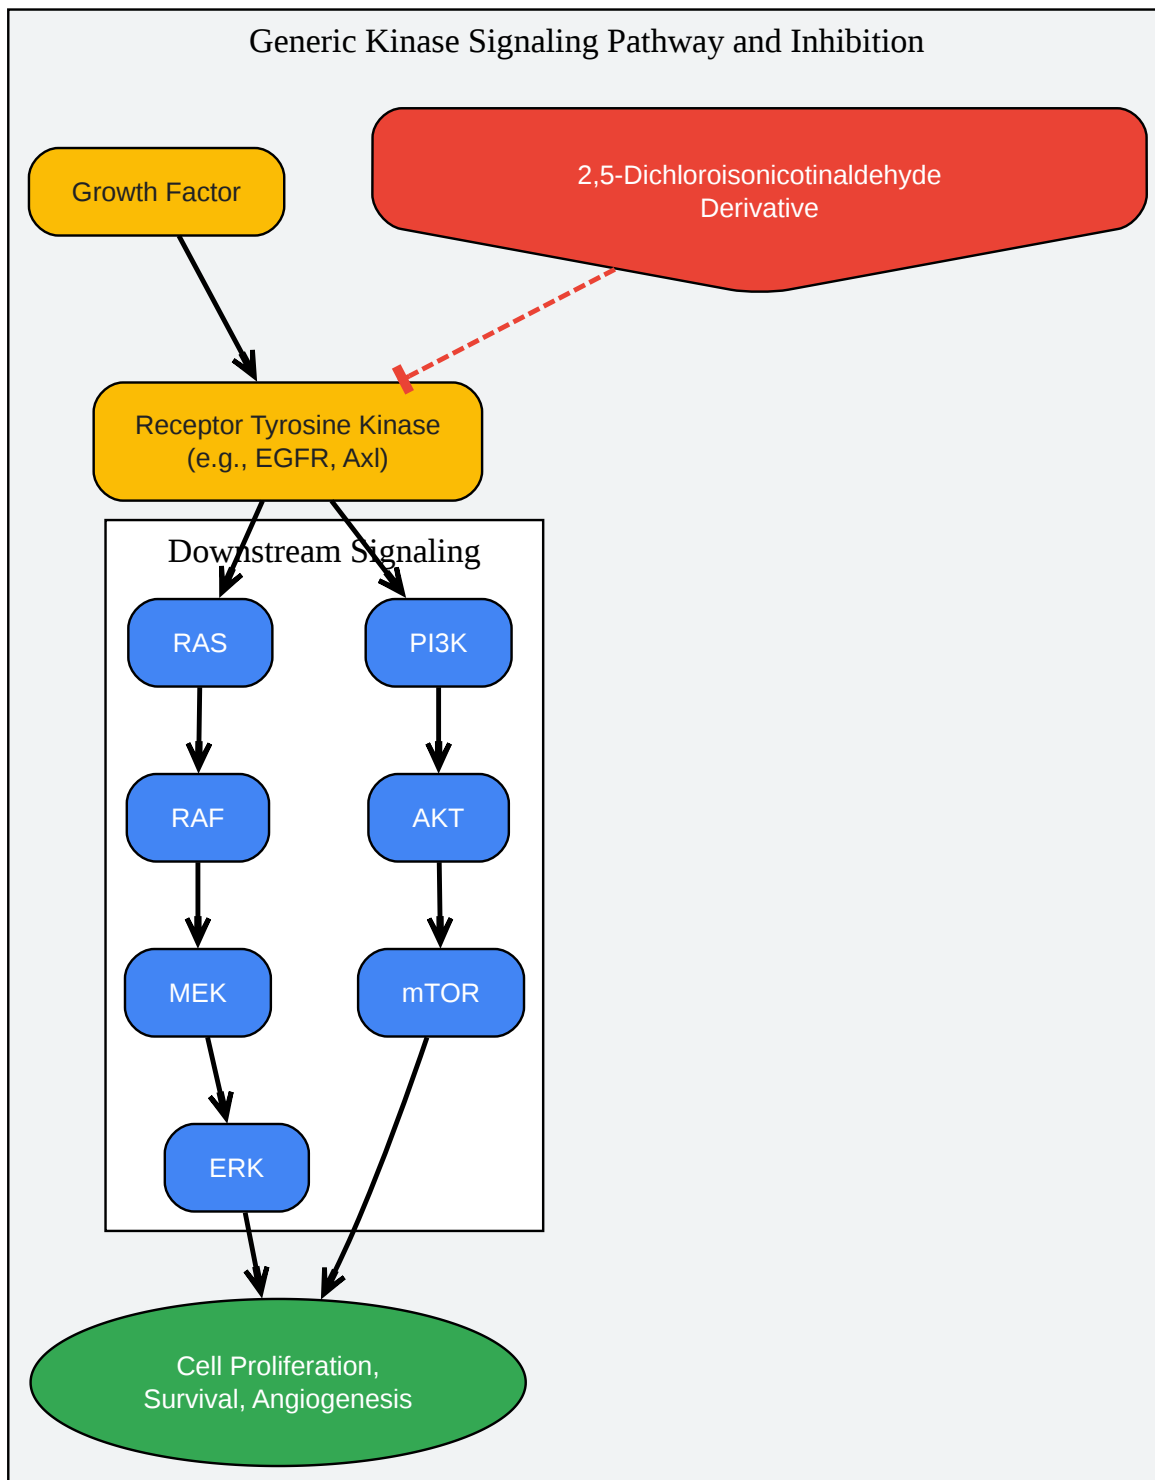 Generic Kinase Signaling Pathway and Inhibition
Growth Factor
2,5-Dichloroisonicotinaldehyde
Derivative
Receptor Tyrosine Kinase
(e.g., EGFR, Axl)
Downstream Signaling
RAS
PI3K
RAF
AKT
MEK
mTOR
ERK
Cell Proliferation,
Survival, Angiogenesis